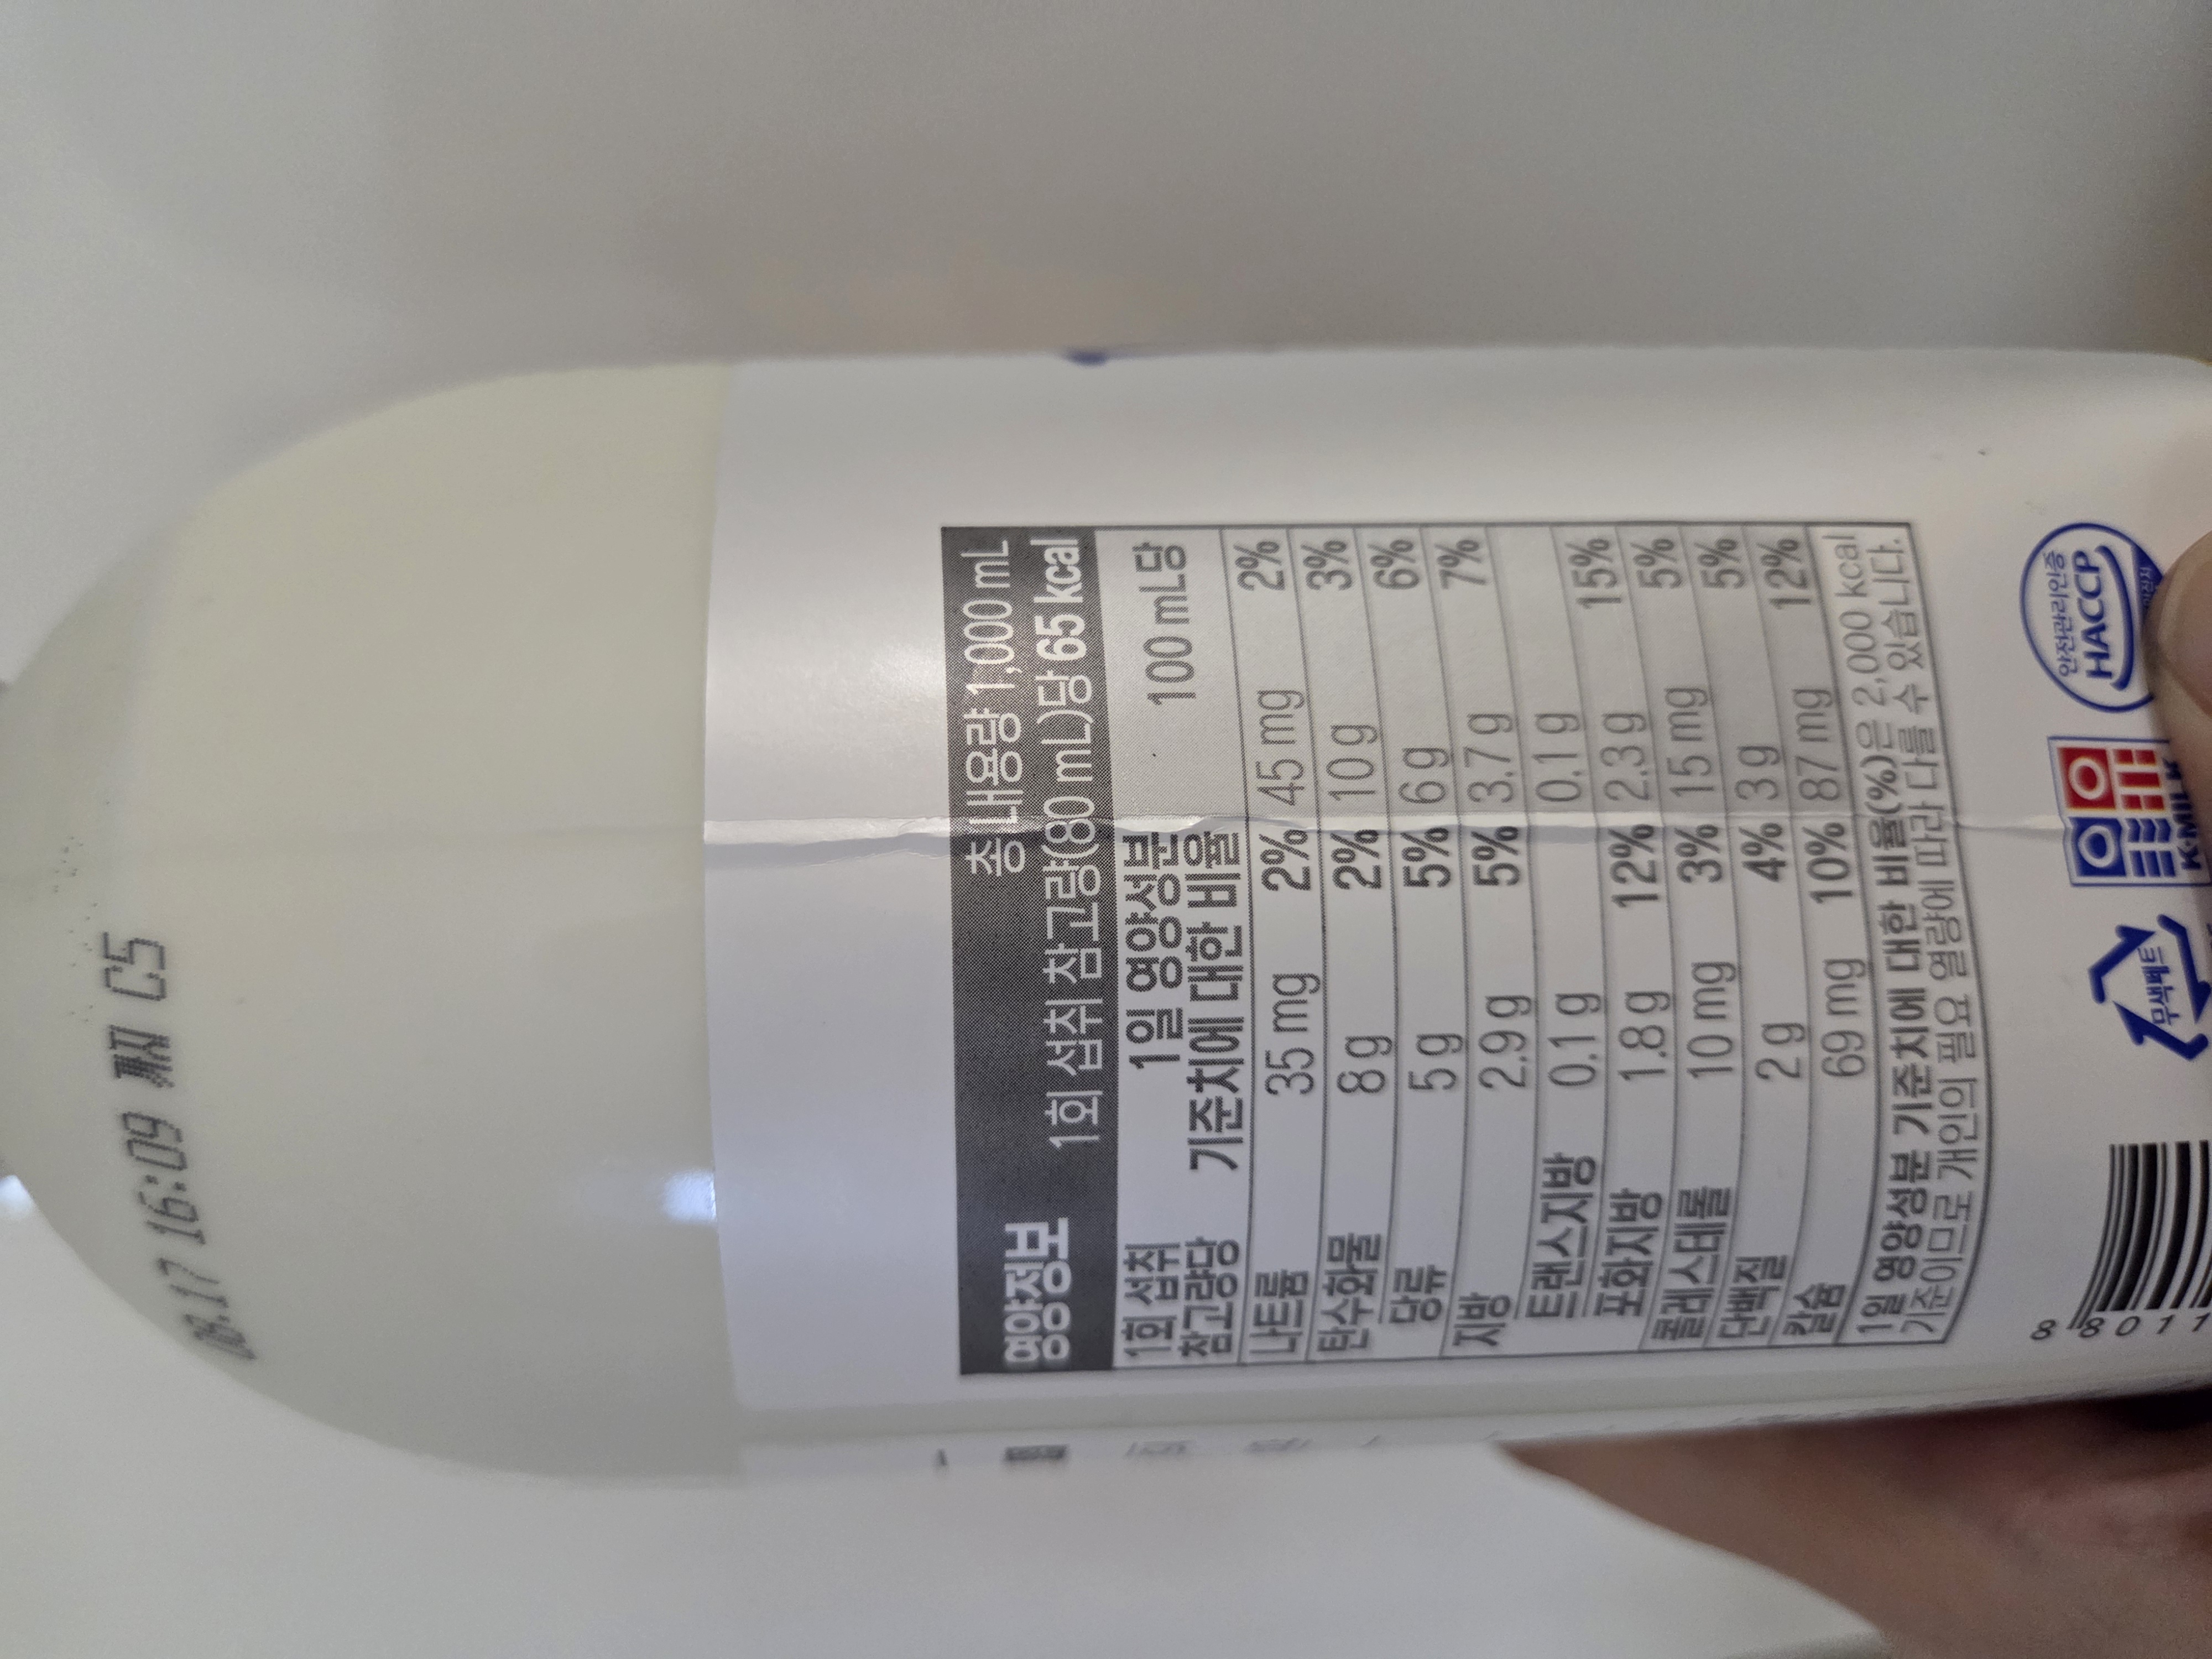 08.17 16:09 C5
영양정보
총 내용량 1,000 mL
1회 섭취 참고량(80 mL)당 65 kcal
1회 섭취 참고량당
1일 영양성분 기준치에 대한 비율
100 mL당
나트륨 35 mg 2% 45 mg 2%
탄수화물 8 g 2% 10 g 3%
당류 5 g 5% 6 g 6%
지방 2.9 g 5% 3.7 g 7%
트랜스지방 0.1 g 0.1 g
포화지방 1.8 g 12% 2.3 g 15%
콜레스테롤 10 mg 3% 15 mg 5%
단백질 2 g 4% 3 g 5%
칼슘 69 mg 10% 87 mg 12%
1일 영양성분 기준치에 대한 비율(%)은 2,000 kcal
기준이므로 개인의 필요 열량에 따라 다를 수 있습니다.
무색페트
K·MILK
안전관리인증
HACCP
8 8011